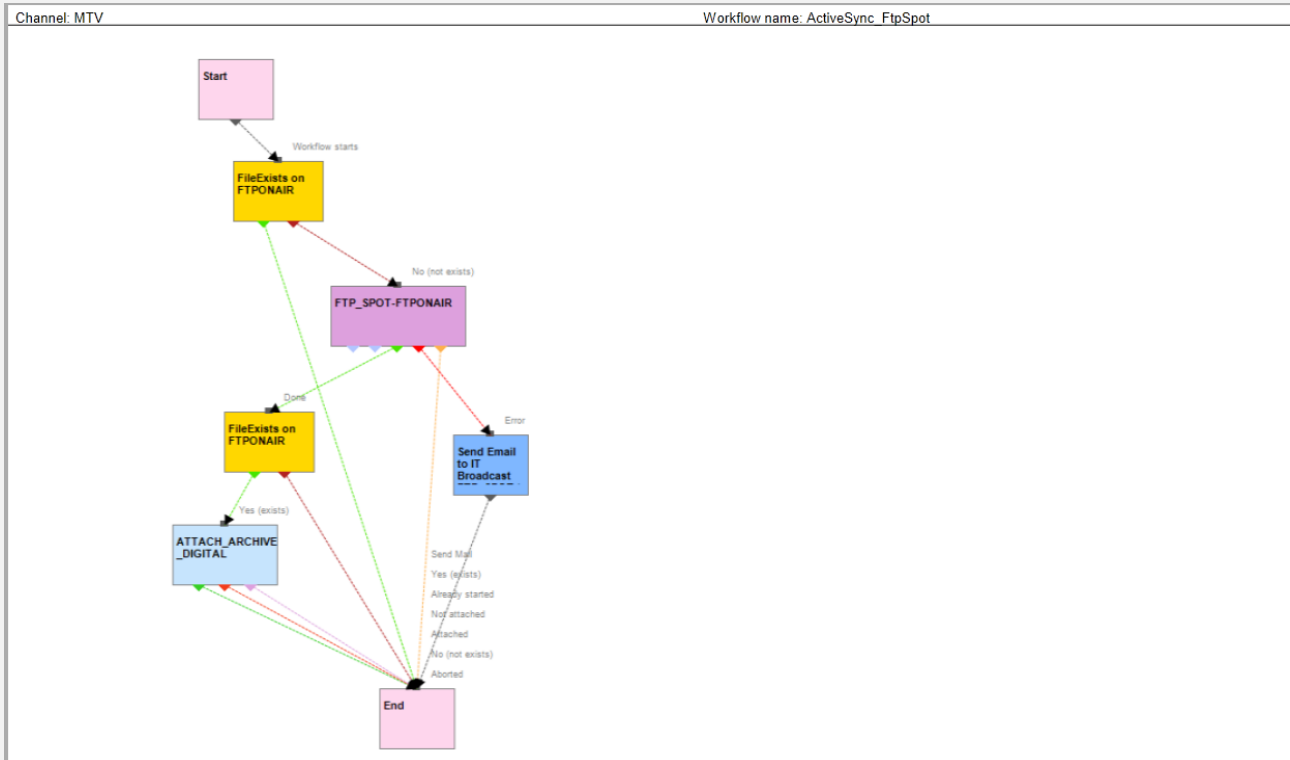 Channel: MTV
Workflow name: ActiveSync_FtpSpot
Start
Workflow starts
FileExists on
FTPONAIR
No (not exists)
FTP_SPOT-FTPONAIR
Done
FileExists on
FTPONAIR
Error
Send Email
to IT
Broadcast
Yes (exists)
ATTACH_ARCHIVE
_DIGITAL
Send Mail
Yes (exists)
Already started
Not attached
Attached
No (not exists)
Aborted
End